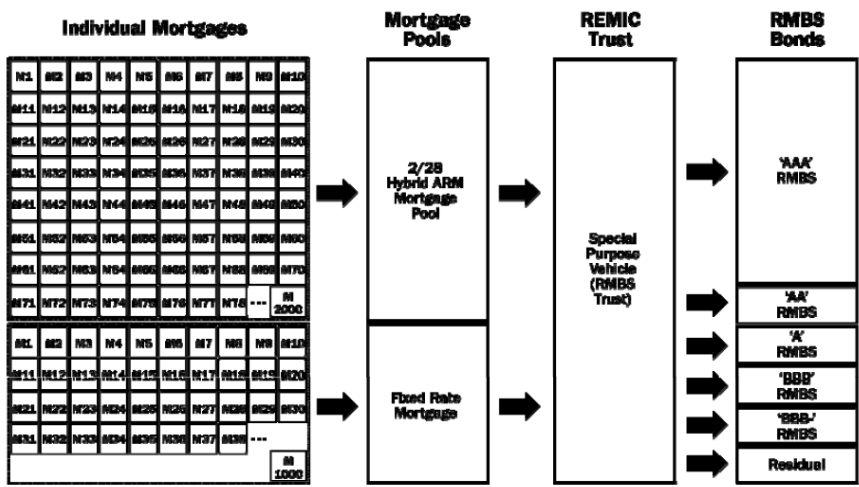 Individual Mortgages
Mortgage
Pools
REMIC
Trust
RMBS
Bonds
M1 M2 M3 M4 M5 M6 M7 M8 M9 M10
M11 M12 M13 M14 M15 M16 M17 M18 M19 M20
M21 M22 M23 M24 M25 M26 M27 M28 M29 M30
M31 M32 M33 M34 M35 M36 M37 M38 M39 M40
M41 M42 M43 M44 M45 M46 M47 M48 M49 M50
M51 M52 M53 M54 M55 M56 M57 M58 M59 M60
M61 M62 M63 M64 M65 M66 M67 M68 M69 M70
M71 M72 M73 M74 M75 M76 M77 M78 --- M
2000
M1 M2 M3 M4 M5 M6 M7 M8 M9 M10
M11 M12 M13 M14 M15 M16 M17 M18 M19 M20
M21 M22 M23 M24 M25 M26 M27 M28 M29 M30
M31 M32 M33 M34 M35 M36 M37 M38 ---
M
1000
2/28
Hybrid ARM
Mortgage
Pool
Fixed Rate
Mortgage
Special
Purpose
Vehicle
(RMBS
Trust)
'AAA'
RMBS
'AA'
RMBS
'A'
RMBS
'BBB'
RMBS
'BBB-'
RMBS
Residual